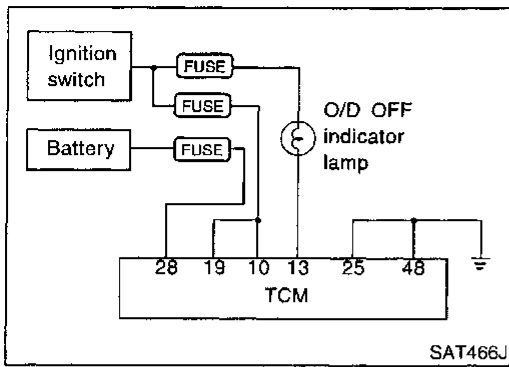 Ignition
switch
FUSE
FUSE
O/D OFF
indicator
lamp
Battery
FUSE
28 19 10 13 25 48
TCM
SAT466J